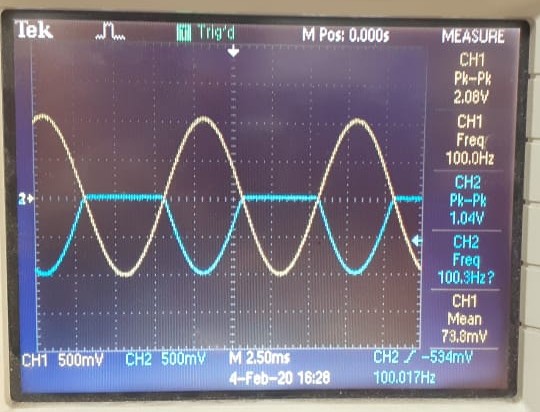 Tek Trig'd M Pos: 0.000s MEASURE
CH1
Pk-Pk
2.08V
CH1
Freq
100.0Hz
CH2
Pk-Pk
1.04V
CH2
Freq
100.3Hz?
CH1
Mean
73.8mV
2
CH1 500mV CH2 500mV M 2.50ms CH2 -534mV
4-Feb-20 16:28 100.017Hz